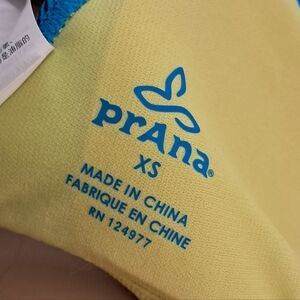 prAna®
XS
MADE IN CHINA
FABRIQUE EN CHINE
RN 124977